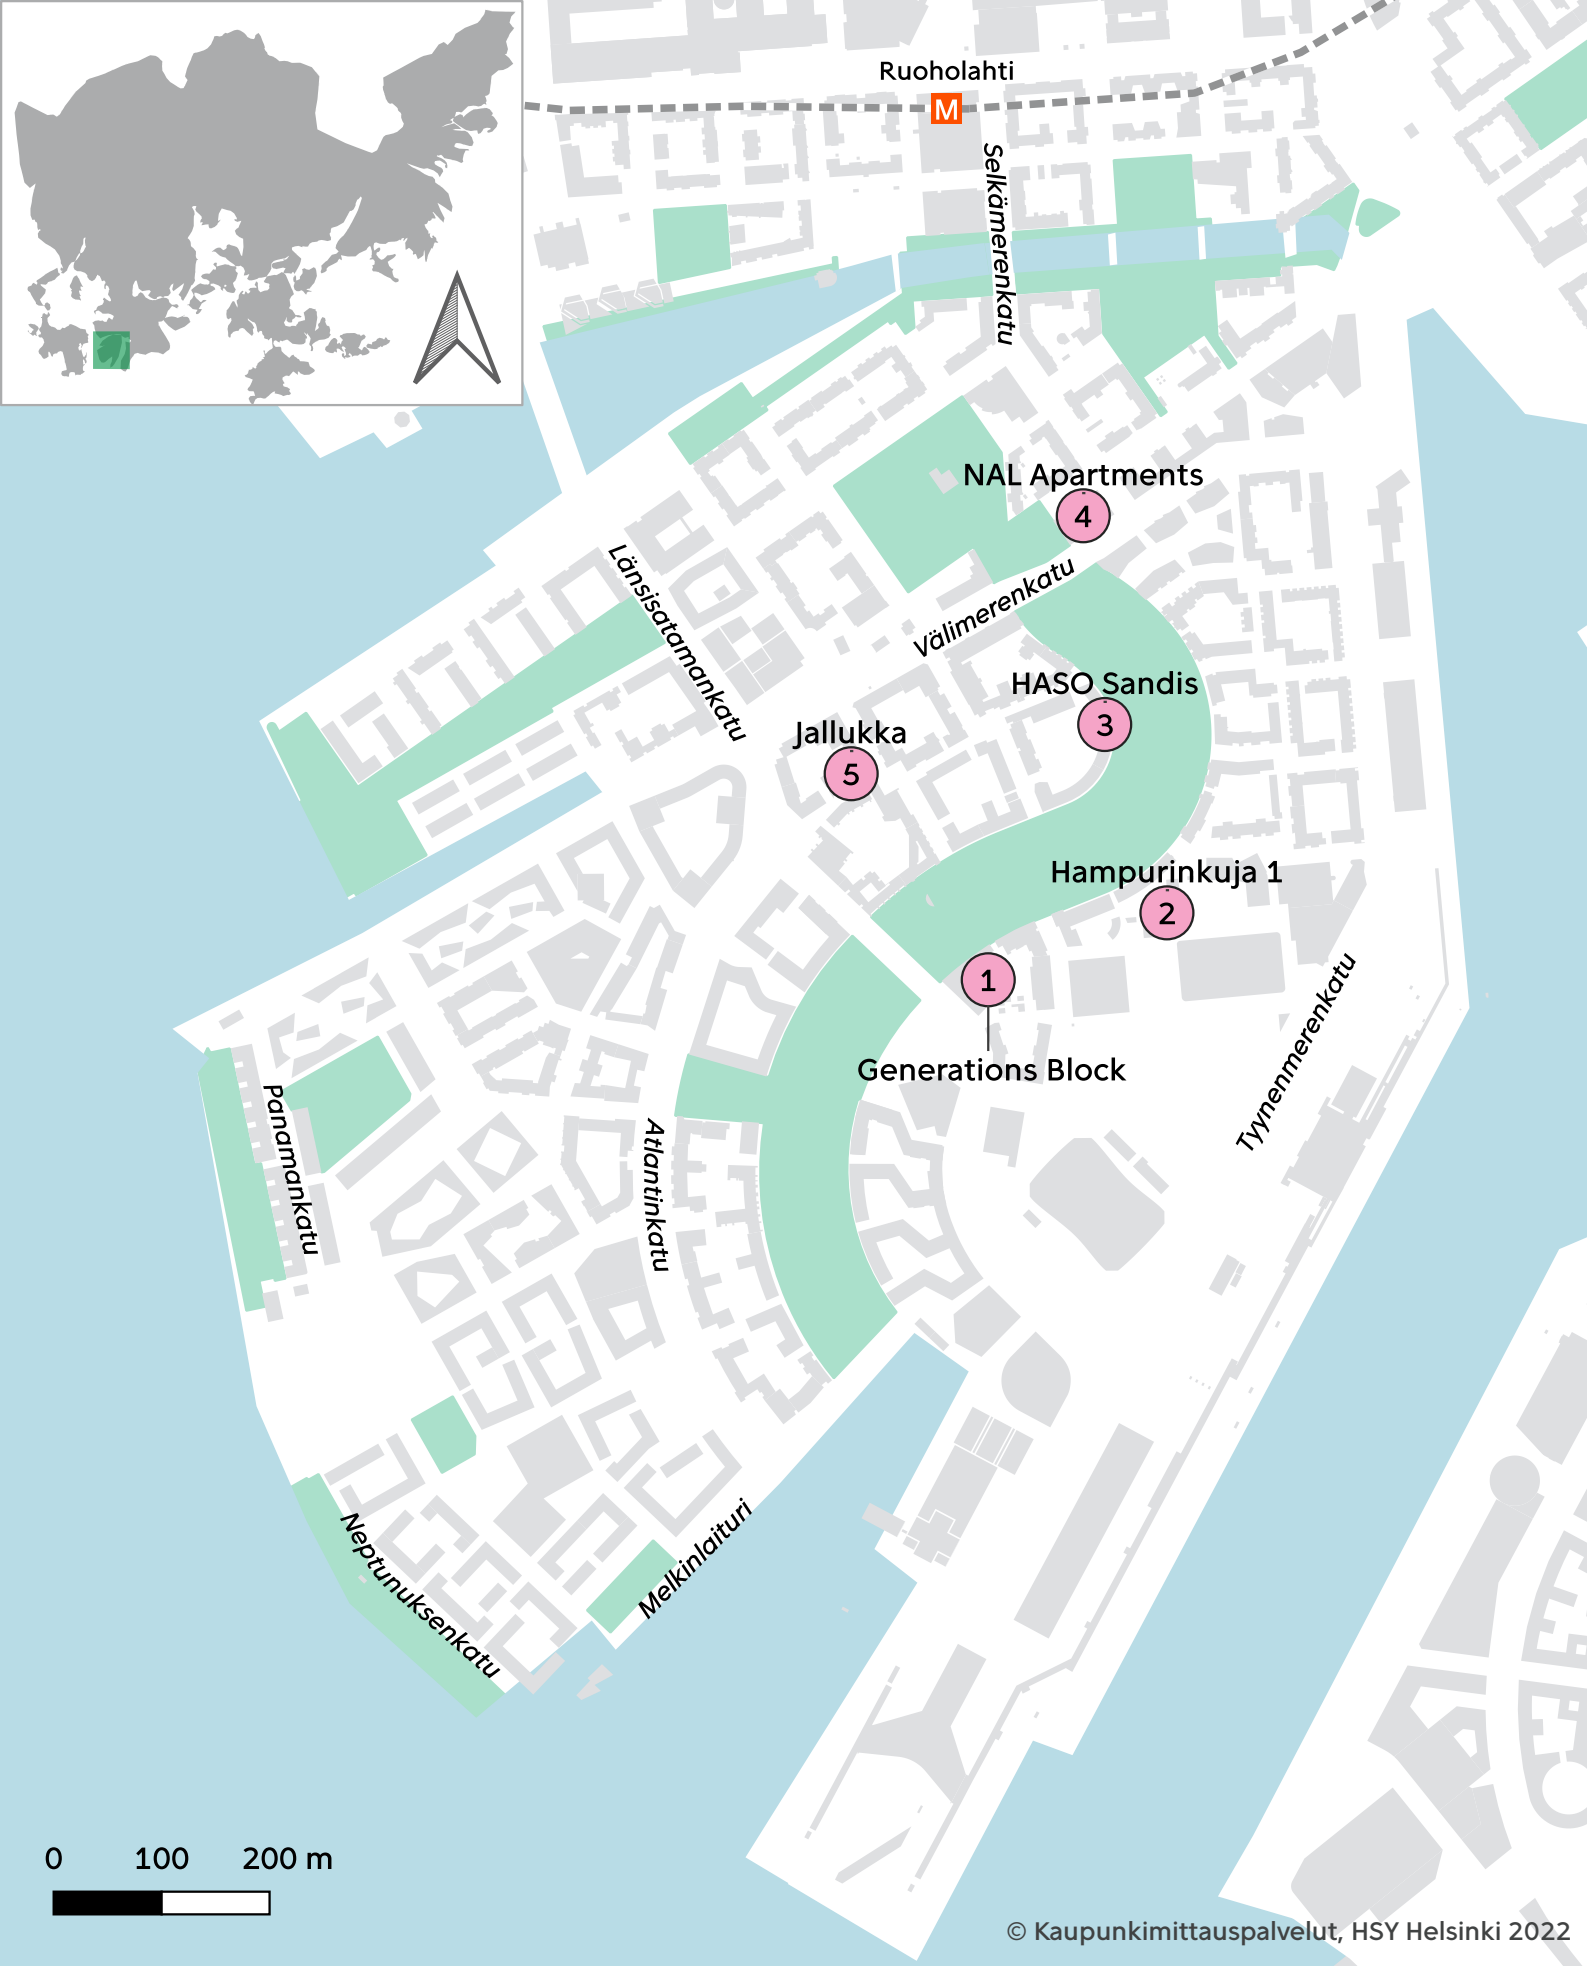 Ruoholahti
M
Selkämerenkatu
NAL Apartments
4
Länsisatamankatu
Välimerenkatu
HASO Sandis
3
Jallukka
5
Hampurinkuja 1
2
1
Generations Block
Tyynenmerenkatu
Panamankatu
Atlantinkatu
Neptunuksenkatu
Melkinlaituri
0 100 200 m
© Kaupunkimittauspalvelut, HSY Helsinki 2022